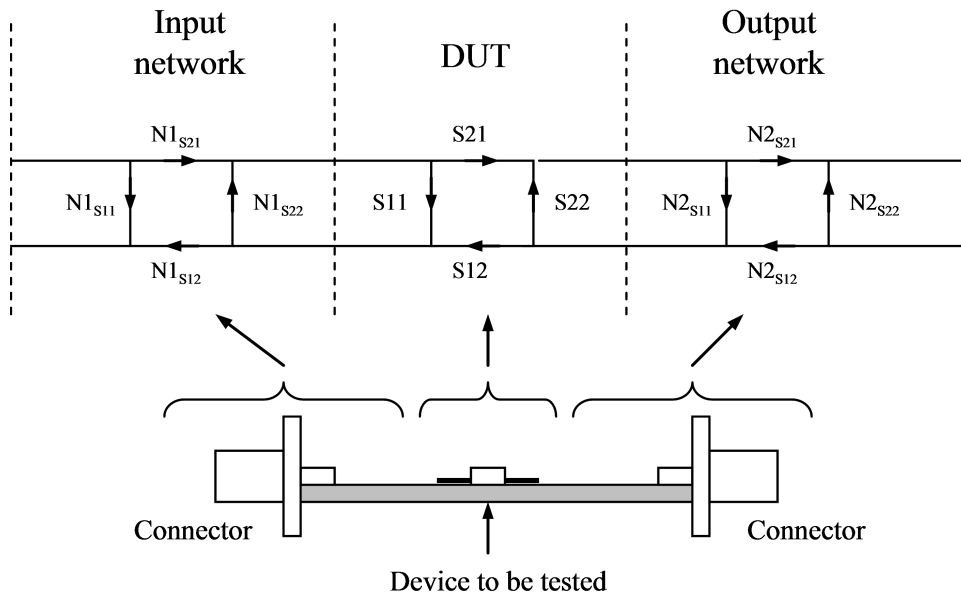 Input
network
DUT
Output
network
N1S21
S21
N2S21
N1S11
N1S22
S11
S22
N2S11
N2S22
N1S12
S12
N2S12
Connector
Connector
Device to be tested